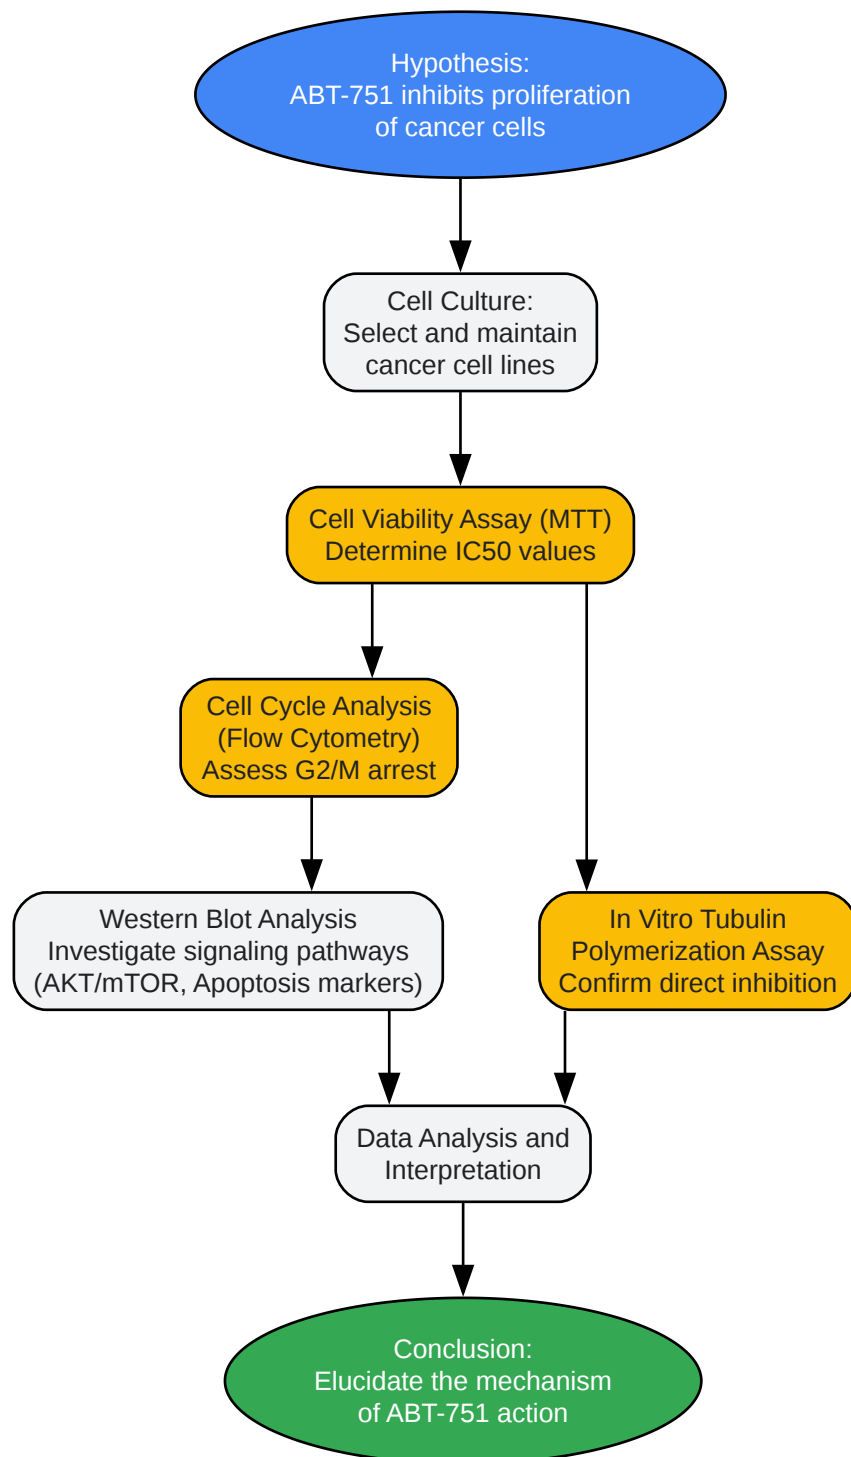 Hypothesis:
ABT-751 inhibits proliferation
of cancer cells
Cell Culture:
Select and maintain
cancer cell lines
Cell Viability Assay (MTT)
Determine IC50 values
Cell Cycle Analysis
(Flow Cytometry)
Assess G2/M arrest
Western Blot Analysis
Investigate signaling pathways
(AKT/mTOR, Apoptosis markers)
In Vitro Tubulin
Polymerization Assay
Confirm direct inhibition
Data Analysis and
Interpretation
Conclusion:
Elucidate the mechanism
of ABT-751 action